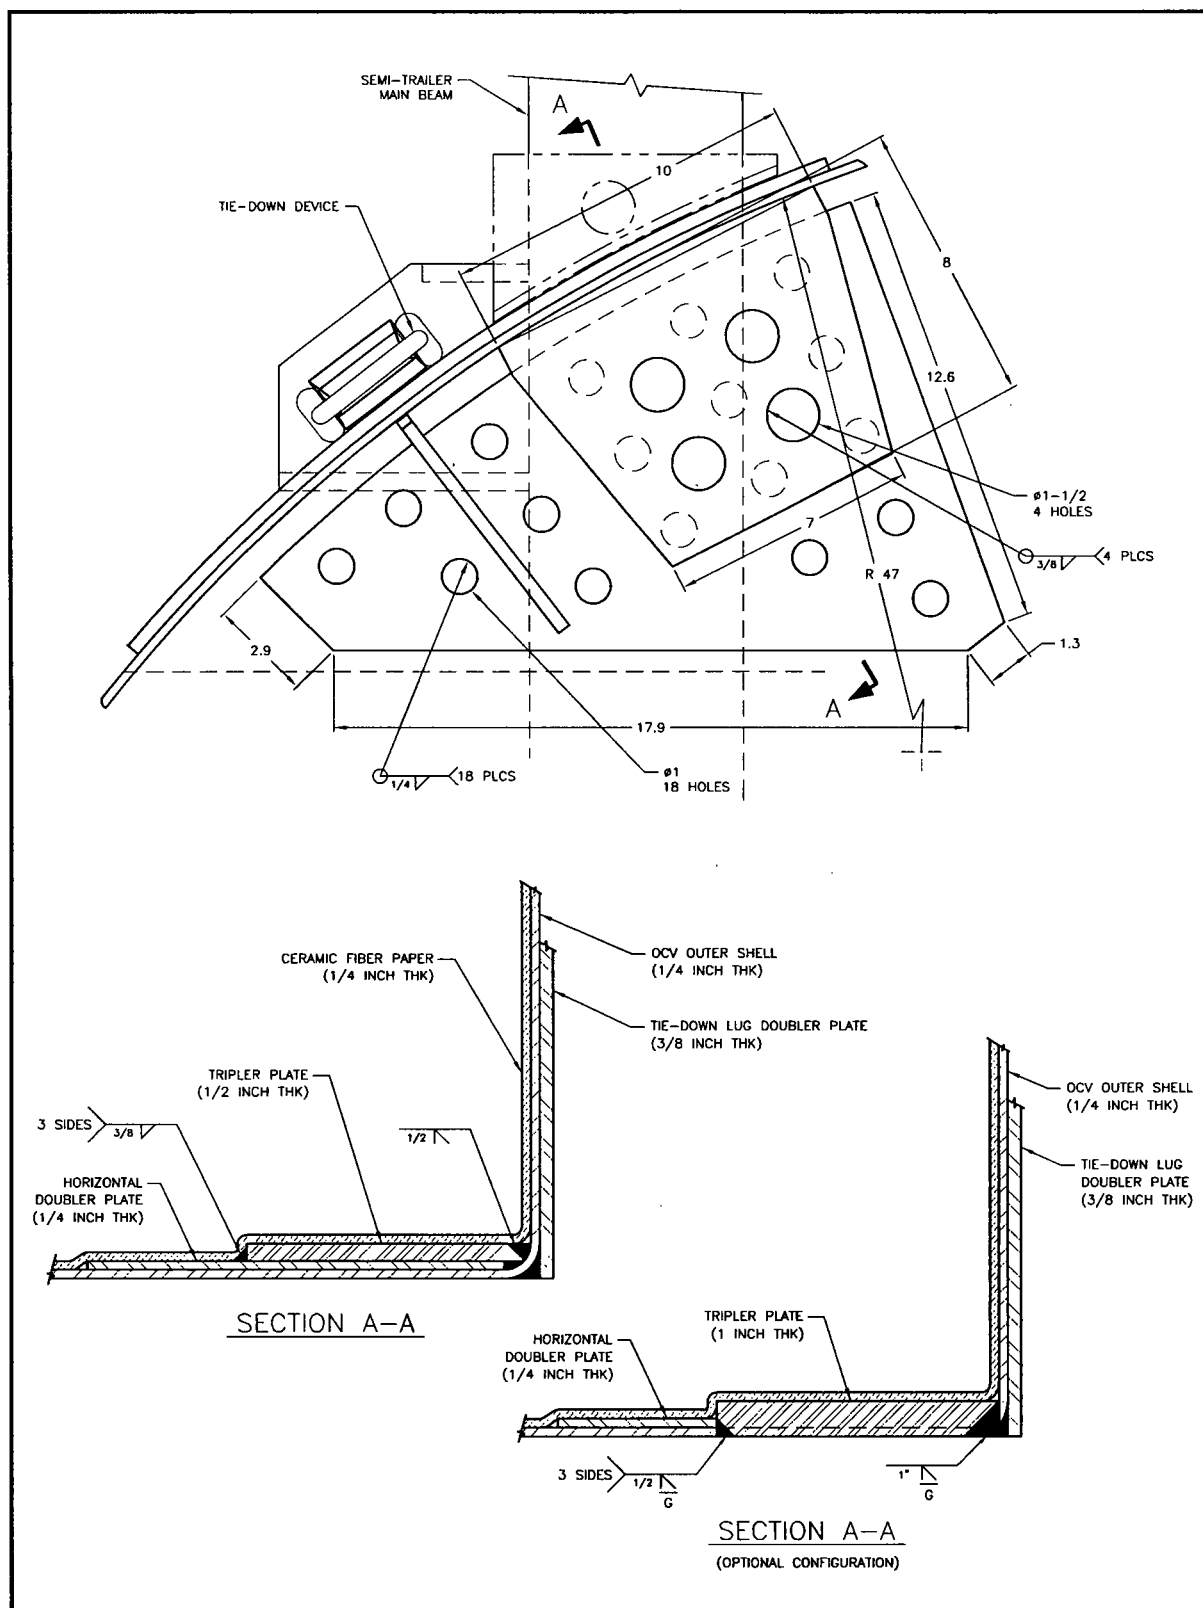 SEMI-TRAILER
MAIN BEAM
A
10
TIE-DOWN DEVICE
8
12.6
ø1-1/2
4 HOLES
7
3/8
4 PLCS
R 47
2.9
1.3
A
17.9
1/4
18 PLCS
ø1
18 HOLES
CERAMIC FIBER PAPER
(1/4 INCH THK)
OCV OUTER SHELL
(1/4 INCH THK)
TIE-DOWN LUG DOUBLER PLATE
(3/8 INCH THK)
TRIPLER PLATE
(1/2 INCH THK)
3 SIDES
3/8
1/2
HORIZONTAL
DOUBLER PLATE
(1/4 INCH THK)
SECTION A-A
OCV OUTER SHELL
(1/4 INCH THK)
TIE-DOWN LUG
DOUBLER PLATE
(3/8 INCH THK)
TRIPLER PLATE
(1 INCH THK)
HORIZONTAL
DOUBLER PLATE
(1/4 INCH THK)
3 SIDES
1/2
G
1"
G
SECTION A-A
(OPTIONAL CONFIGURATION)